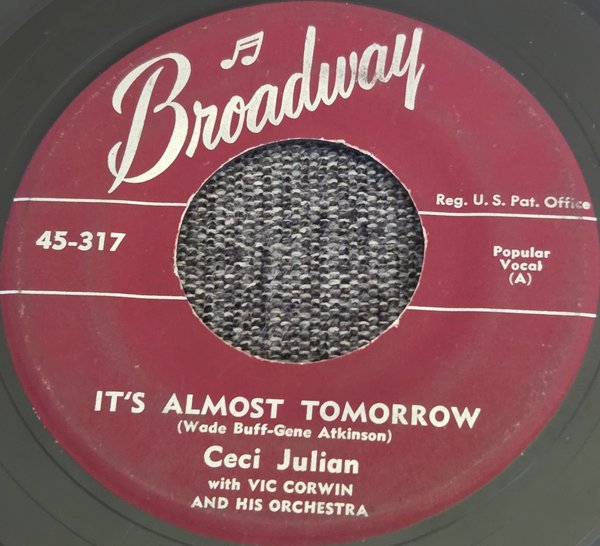 Broadway
Reg. U. S. Pat. Office
45-317
Popular
Vocal
(A)
IT'S ALMOST TOMORROW
(Wade Buff-Gene Atkinson)
Ceci Julian
with VIC CORWIN
AND HIS ORCHESTRA